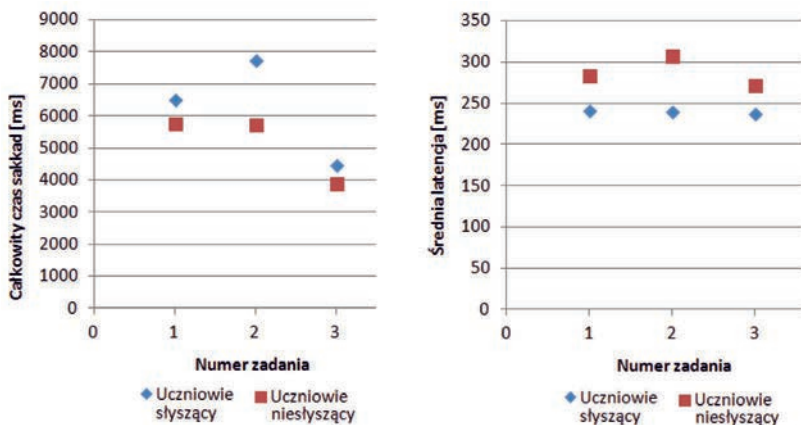 Całkowity czas sakkad [ms]
9000
8000
7000
6000
5000
4000
3000
2000
1000
0
0 1 2 3
Numer zadania
Uczniowie
słyszący
Uczniowie
niesłyszący
Średnia latencja [ms]
350
300
250
200
150
100
50
0
0 1 2 3
Numer zadania
Uczniowie
słyszący
Uczniowie
niesłyszący